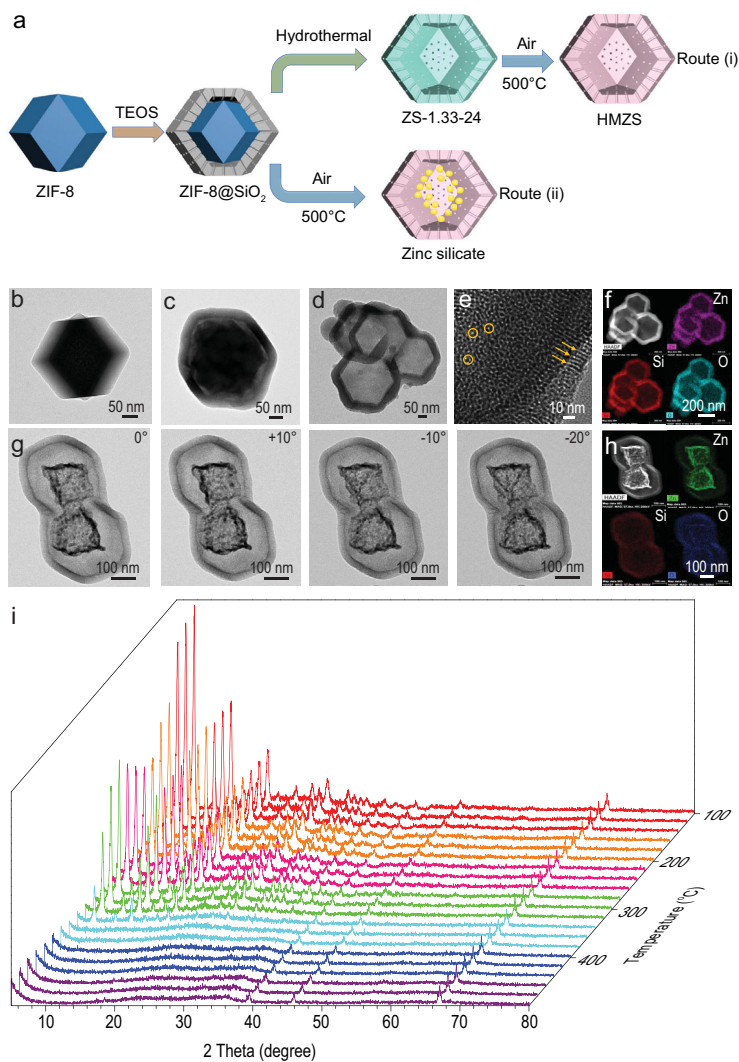 a
Hydrothermal
Air
500°C
Route (i)
TEOS
ZS-1.33-24
HMZS
ZIF-8
ZIF-8@SiO2
Air
500°C
Route (ii)
Zinc silicate
b
50 nm
c
50 nm
d
50 nm
e
10 nm
f
Zn
HAADF
Si
O
200 nm
g
0°
100 nm
+10°
100 nm
-10°
100 nm
-20°
100 nm
h
Zn
HAADF
Zn
Si
O
100 nm
i
100
200
300
400
Temperature (°C)
10 20 30 40 50 60 70 80
2 Theta (degree)